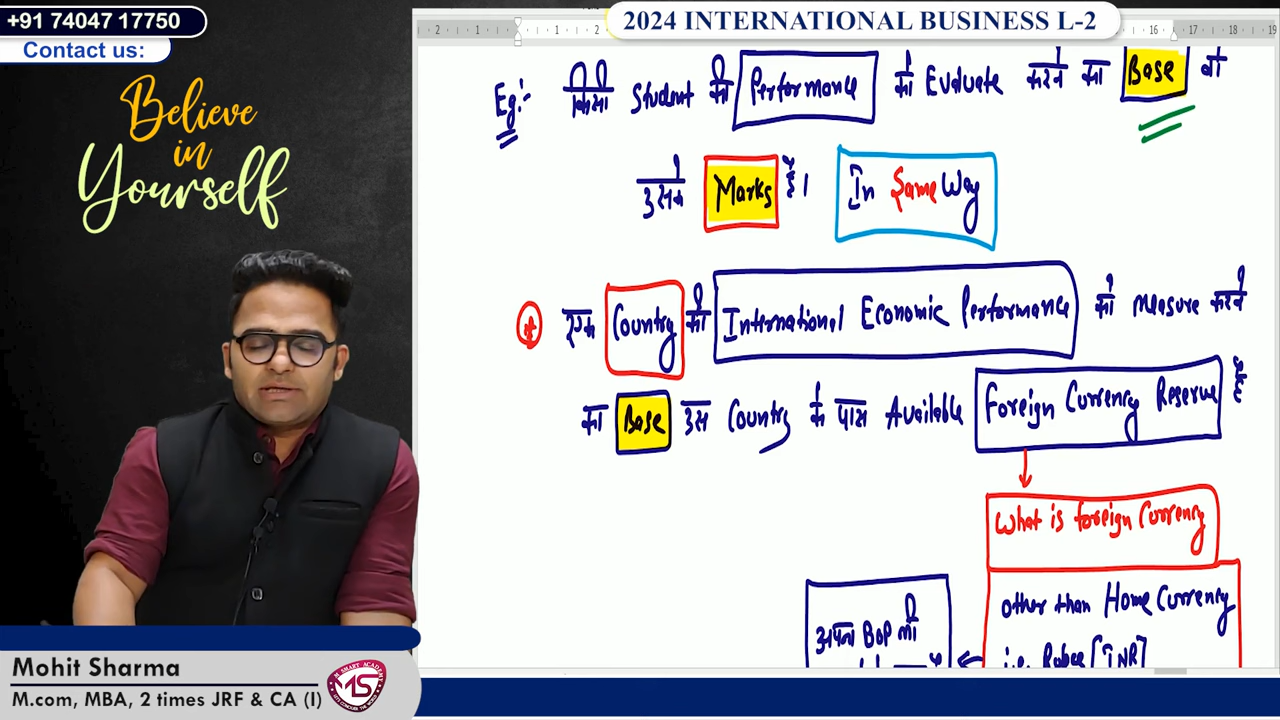 +91 74047 17750
Contact us:
2024 INTERNATIONAL BUSINESS L-2
Believe
in
Yourself
Eg:- किसी Student की Performance को Evaluate करने का Base
उसके Marks हैं।
In Same Way
एक Country की International Economic Performance को Measure करने
का Base उस Country के पास Available Foreign Currency Reserve
What is foreign Currency
other than Home Currency
i.e. [INR]
अपना BOP
Mohit Sharma
M.com, MBA, 2 times JRF & CA (I)
MS